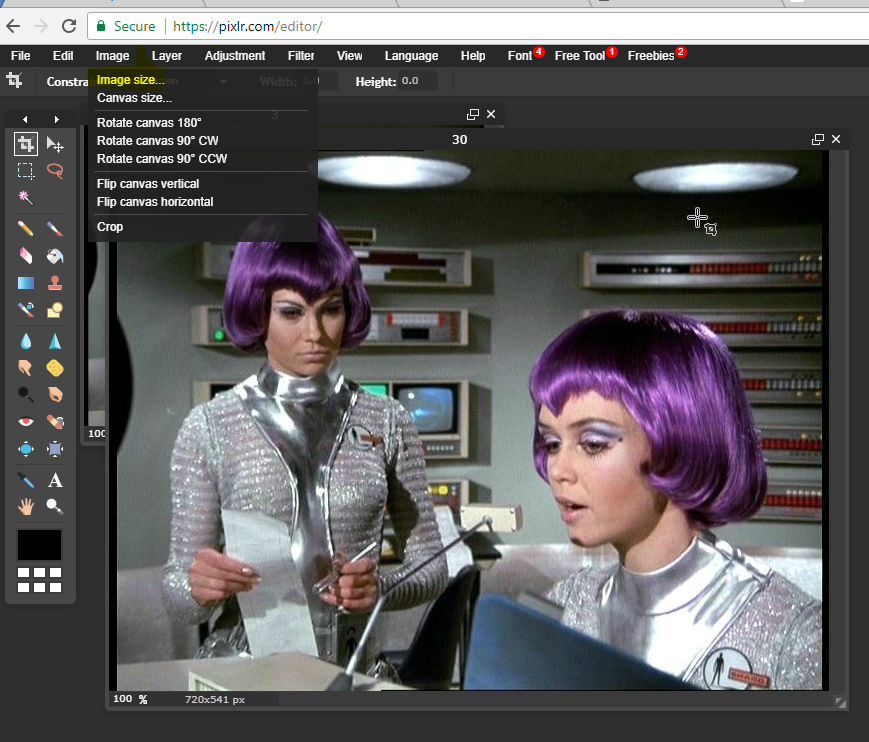 Secure https://pixlr.com/editor/
File Edit Image Layer Adjustment Filter View Language Help Font 4 Free Tool 1 Freebies 2
Width: 0.0 Height: 0.0
Image size...
Canvas size...
3
Rotate canvas 180°
Rotate canvas 90° CW
Rotate canvas 90° CCW
30
Flip canvas vertical
Flip canvas horizontal
Crop
100
A
SHADO
100 % 720x541 px